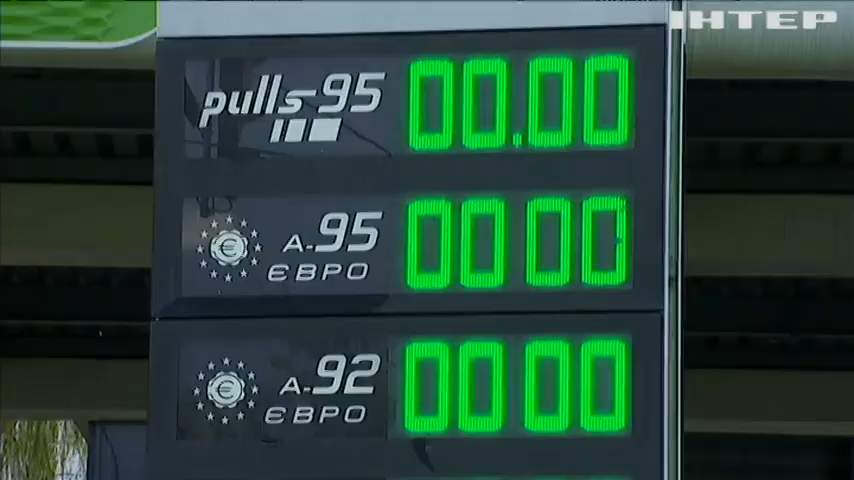 ІНТЕР
pulls 95 00.00
А-95 00 00
ЄВРО
А-92 00 00
ЄВРО